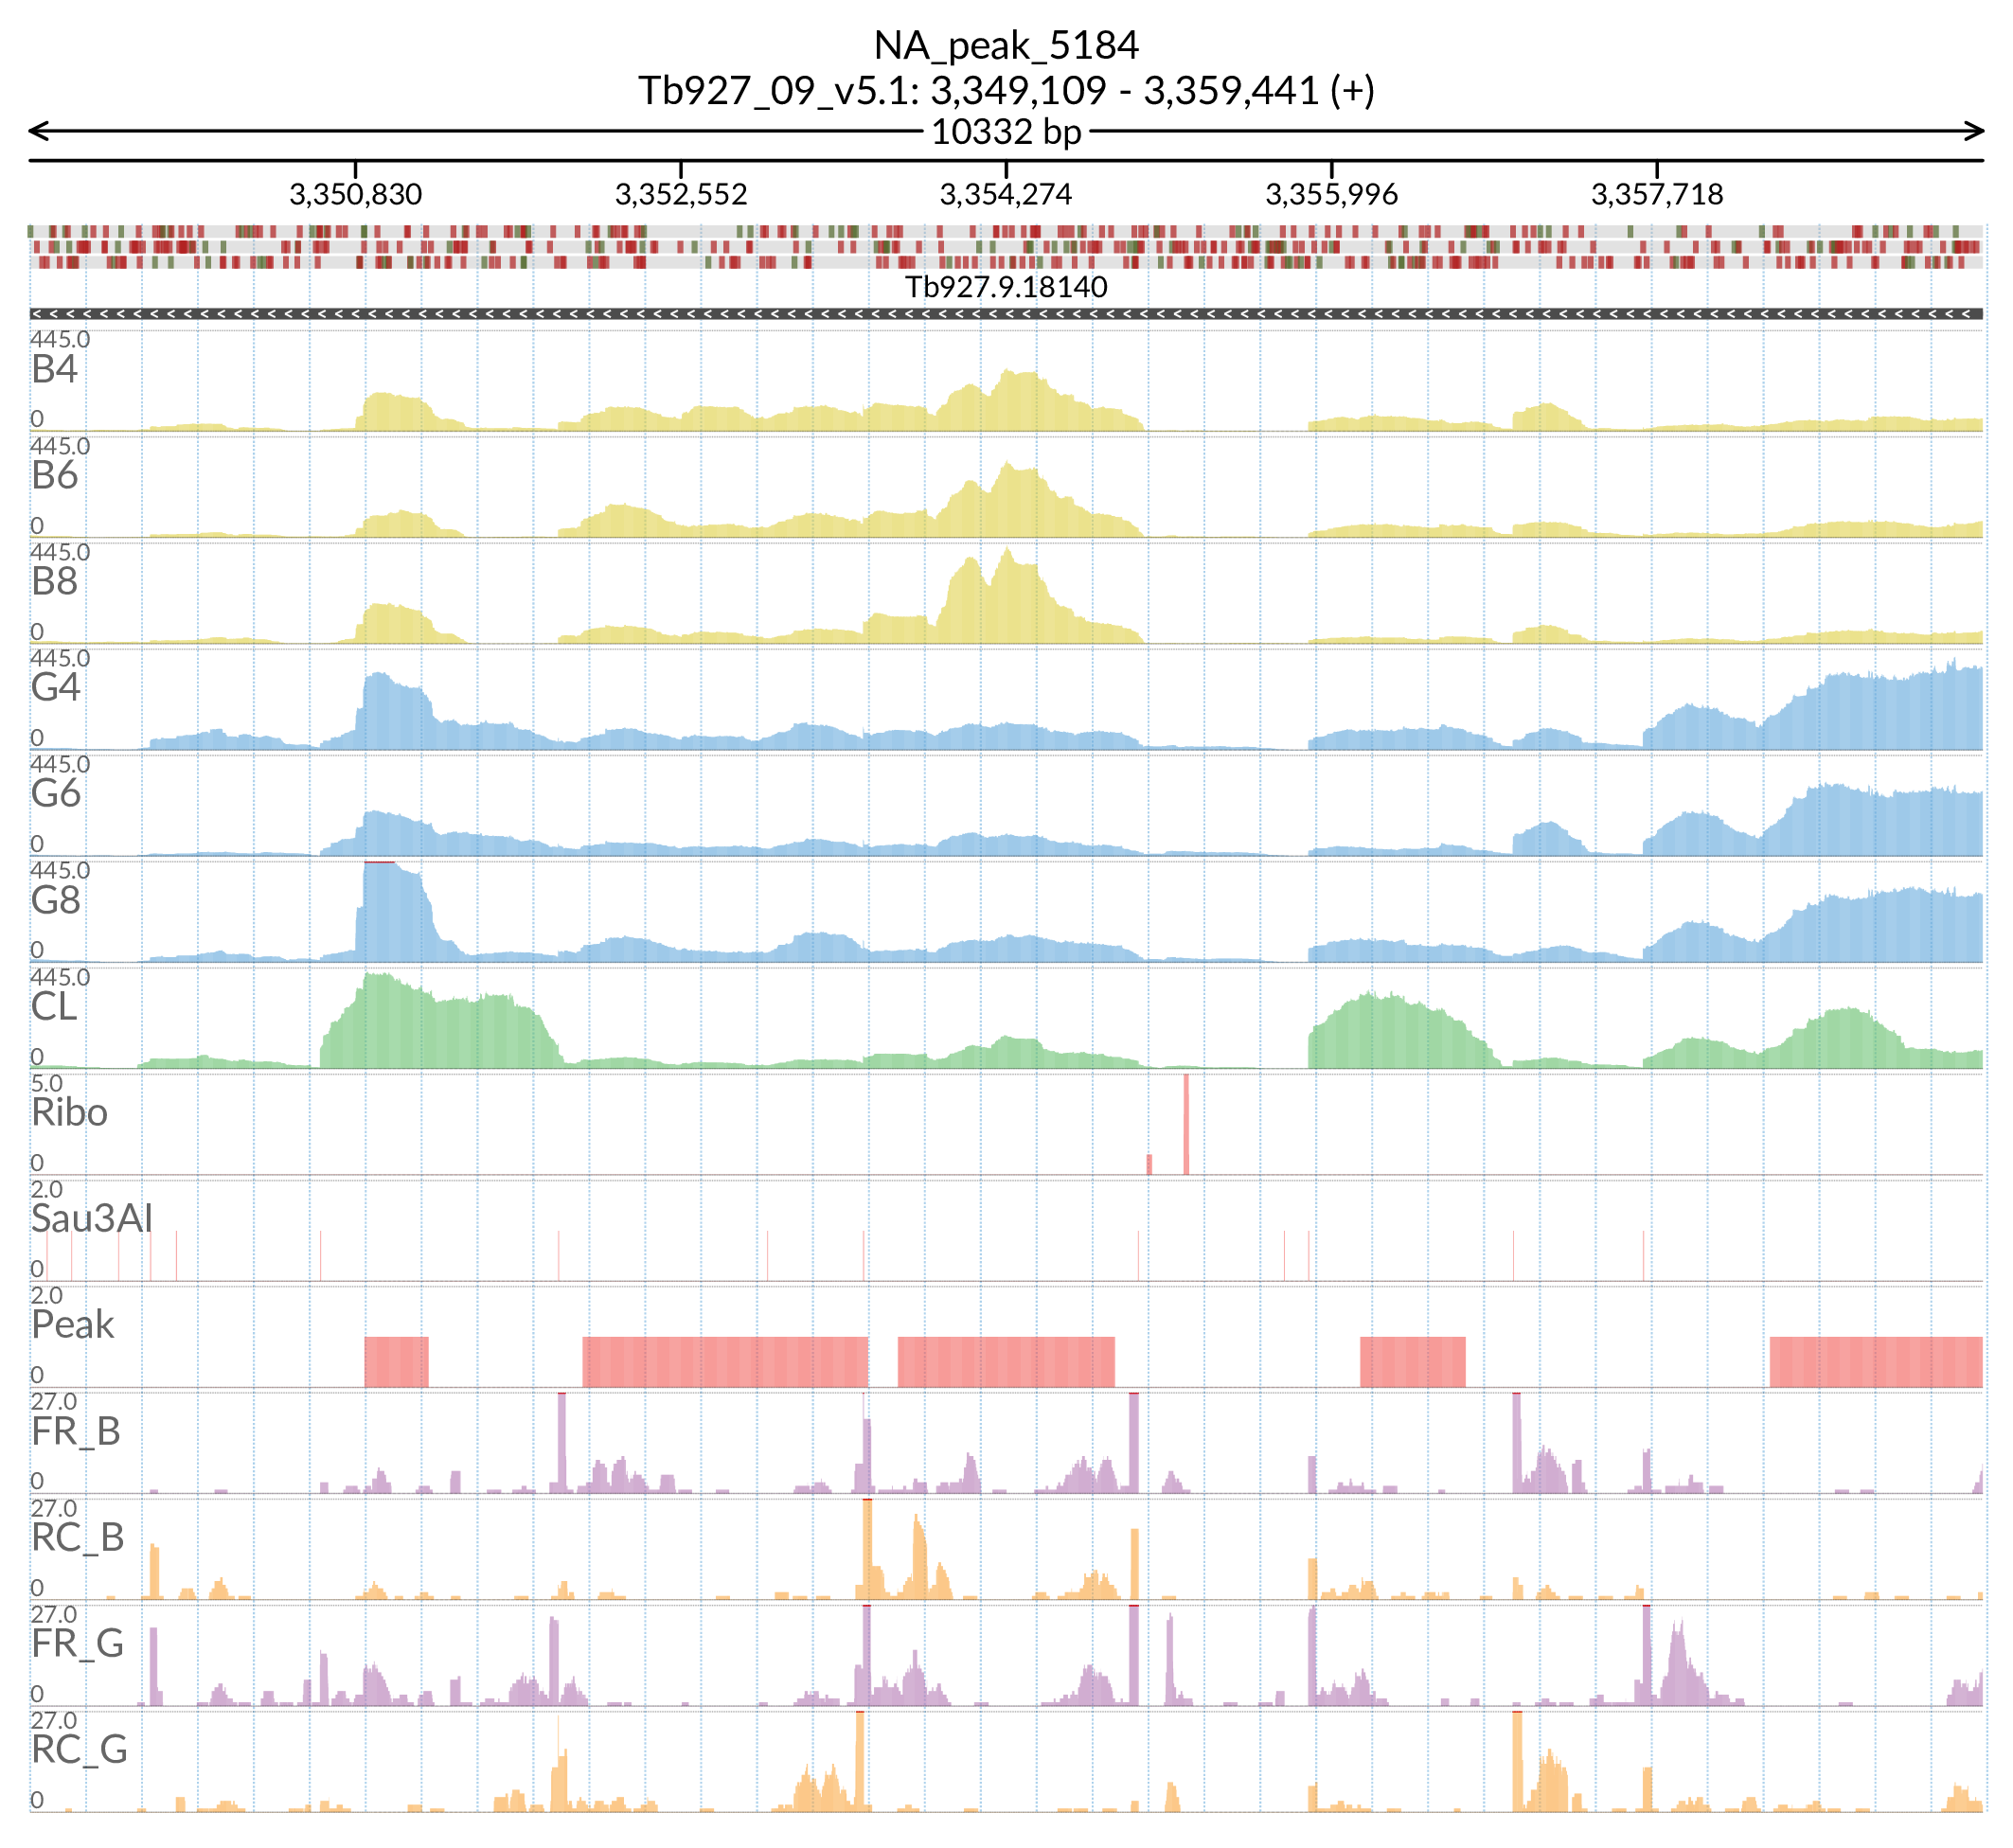 NA_peak_5184
Tb927_09_v5.1: 3,349,109 - 3,359,441 (+)
10332 bp
3,350,830 3,352,552 3,354,274 3,355,996 3,357,718
Tb927.9.18140
445.0
B4
0
445.0
B6
0
445.0
B8
0
445.0
G4
0
445.0
G6
0
445.0
G8
0
445.0
CL
0
5.0
Ribo
0
2.0
Sau3AI
0
2.0
Peak
0
27.0
FR_B
0
27.0
RC_B
0
27.0
FR_G
0
27.0
RC_G
0